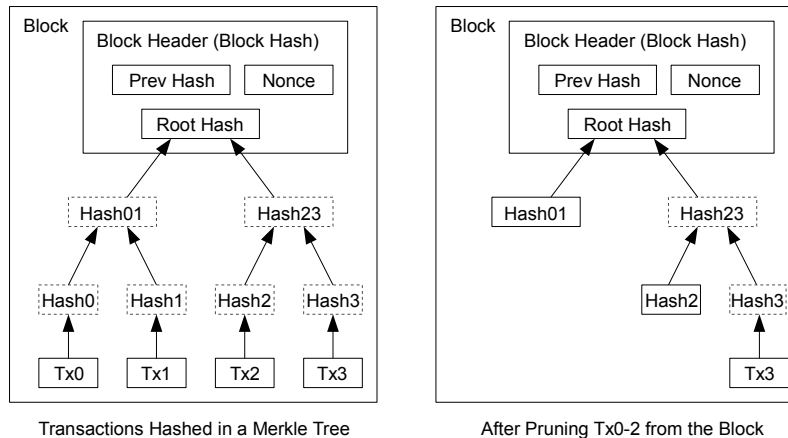 Block
Block Header (Block Hash)
Prev Hash
Nonce
Root Hash
Hash01
Hash23
Hash0
Hash1
Hash2
Hash3
Tx0
Tx1
Tx2
Tx3
Transactions Hashed in a Merkle Tree
Block
Block Header (Block Hash)
Prev Hash
Nonce
Root Hash
Hash01
Hash23
Hash2
Hash3
Tx3
After Pruning Tx0-2 from the Block